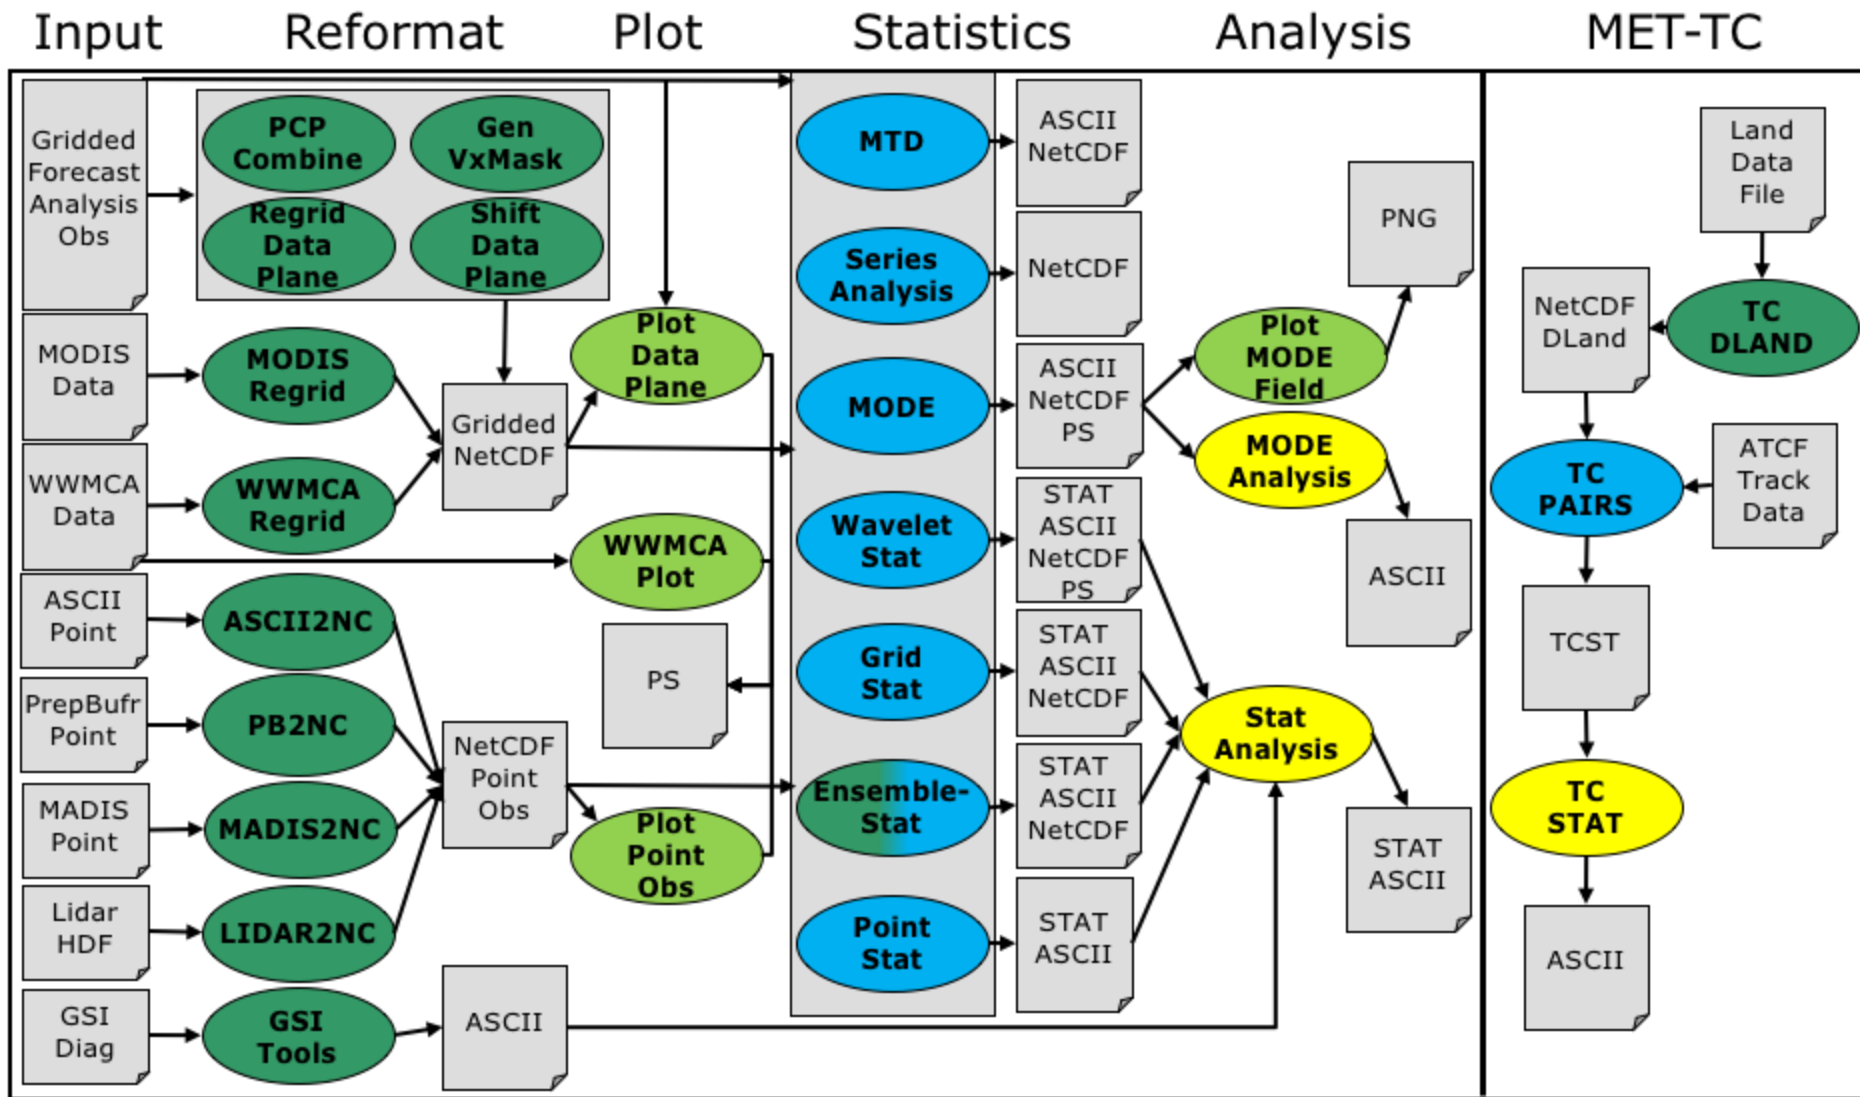 Input
Reformat
Plot
Statistics
Analysis
MET-TC
Gridded
Forecast
Analysis
Obs
MODIS
Data
WWMCA
Data
ASCII
Point
PrepBufr
Point
MADIS
Point
Lidar
HDF
GSI
Diag
PCP
Combine
Gen
VxMask
Regrid
Data
Plane
Shift
Data
Plane
MODIS
Regrid
WWMCA
Regrid
ASCII2NC
PB2NC
MADIS2NC
LIDAR2NC
GSI
Tools
Gridded
NetCDF
NetCDF
Point
Obs
ASCII
Plot
Data
Plane
WWMCA
Plot
PS
Plot
Point
Obs
MTD
Series
Analysis
MODE
Wavelet
Stat
Grid
Stat
Ensemble-
Stat
Point
Stat
ASCII
NetCDF
NetCDF
ASCII
NetCDF
PS
STAT
ASCII
NetCDF
PS
STAT
ASCII
NetCDF
STAT
ASCII
NetCDF
STAT
ASCII
Plot
MODE
Field
MODE
Analysis
Stat
Analysis
PNG
ASCII
STAT
ASCII
Land
Data
File
TC
DLAND
NetCDF
DLand
TC
PAIRS
ATCF
Track
Data
TCST
TC
STAT
ASCII